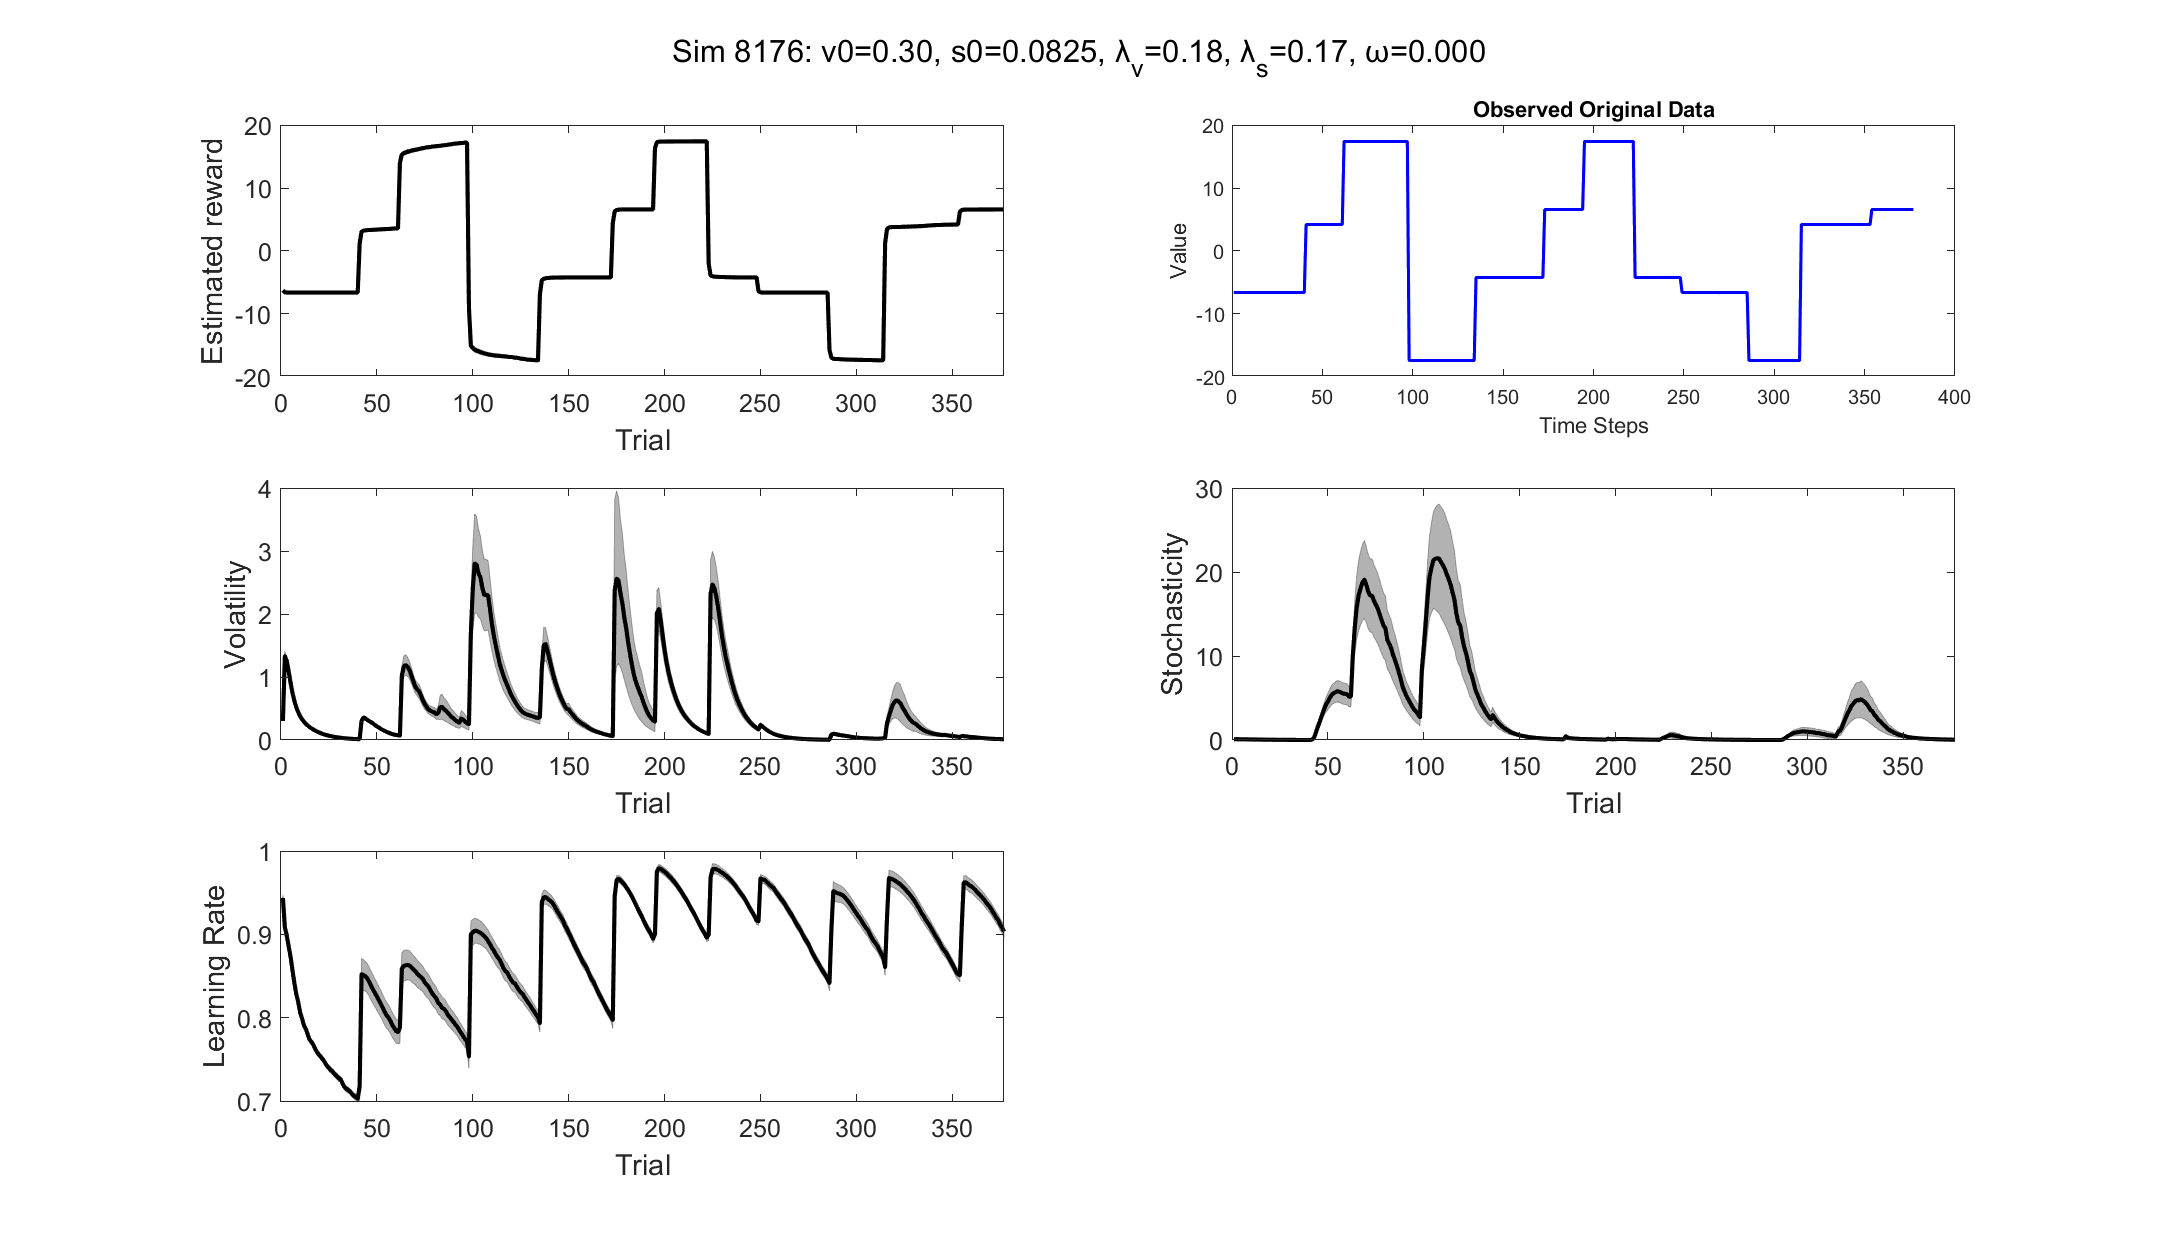 Sim 8176: v0=0.30, s0=0.0825, λ_v=0.18, λ_s=0.17, ω=0.000
Estimated reward
20
10
0
-10
-20
0 50 100 150 200 250 300 350
Trial
Observed Original Data
Value
20
10
0
-10
-20
0 50 100 150 200 250 300 350 400
Time Steps
Volatility
4
3
2
1
0
0 50 100 150 200 250 300 350
Trial
Stochasticity
30
20
10
0
0 50 100 150 200 250 300 350
Trial
Learning Rate
1
0.9
0.8
0.7
0 50 100 150 200 250 300 350
Trial